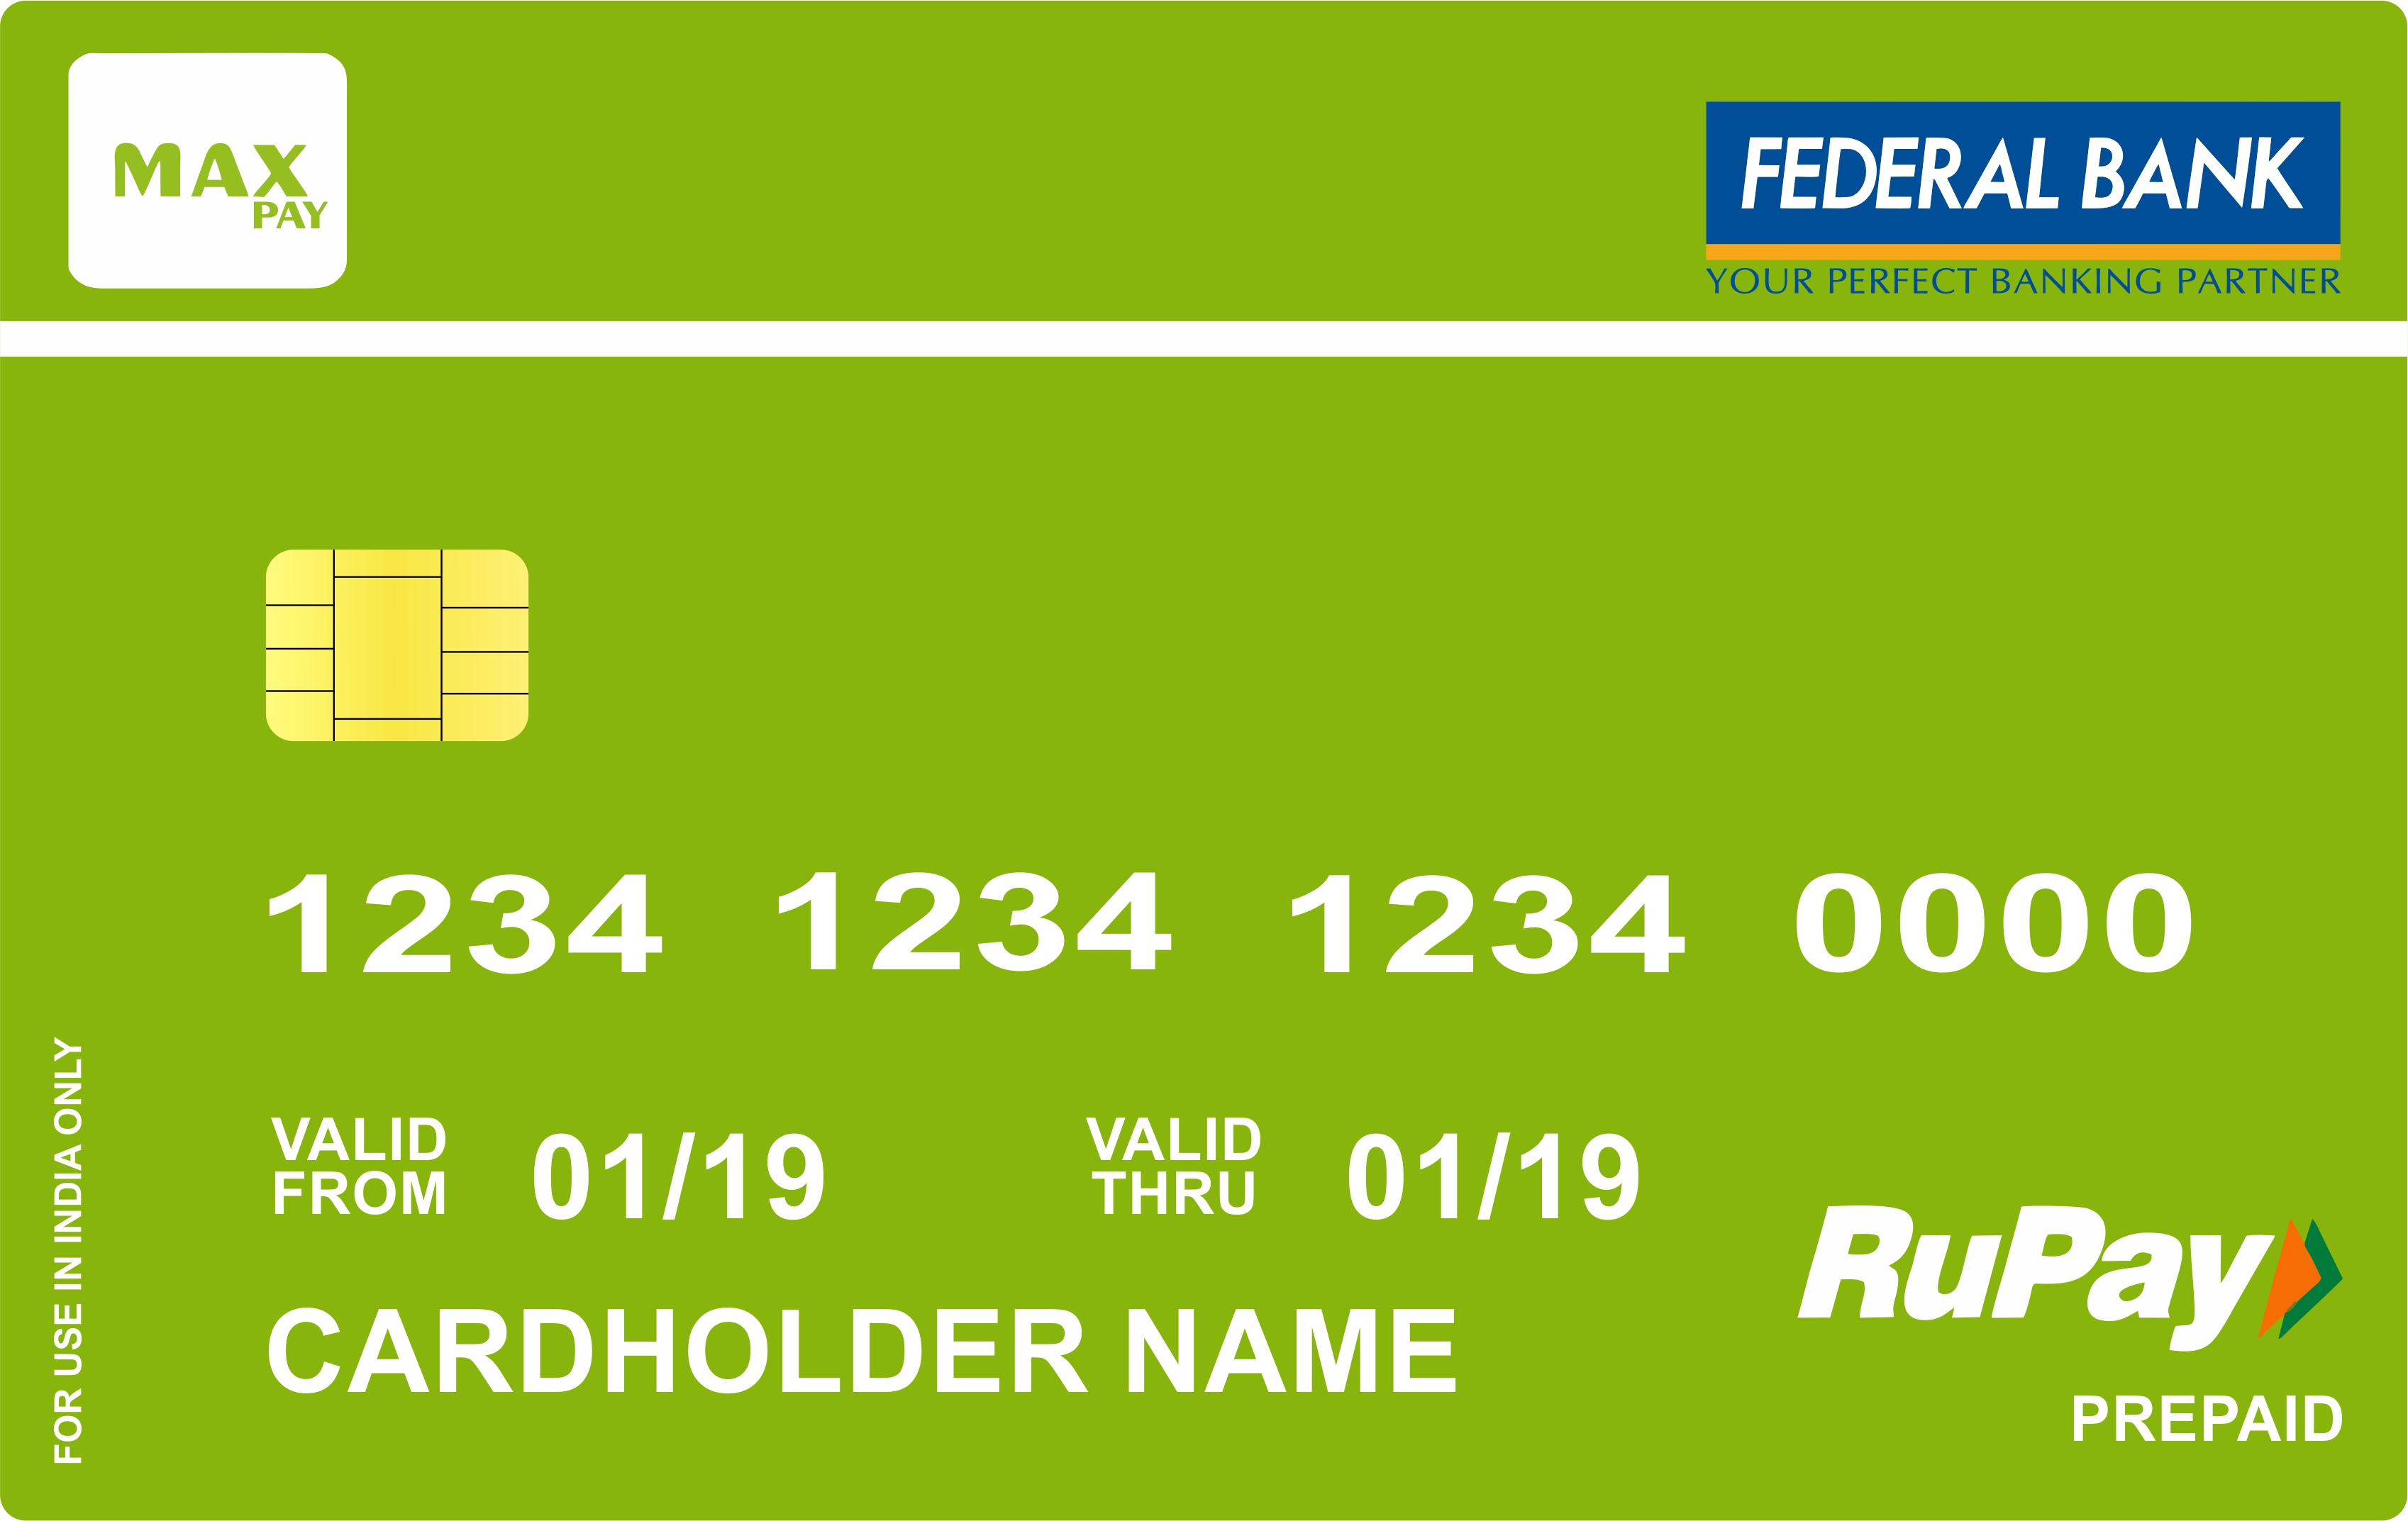 MAX
PAY
FEDERAL BANK
YOUR PERFECT BANKING PARTNER
1234 1234 1234 0000
VALID FROM 01/19 VALID THRU 01/19
CARDHOLDER NAME
FOR USE IN INDIA ONLY
RuPay
PREPAID